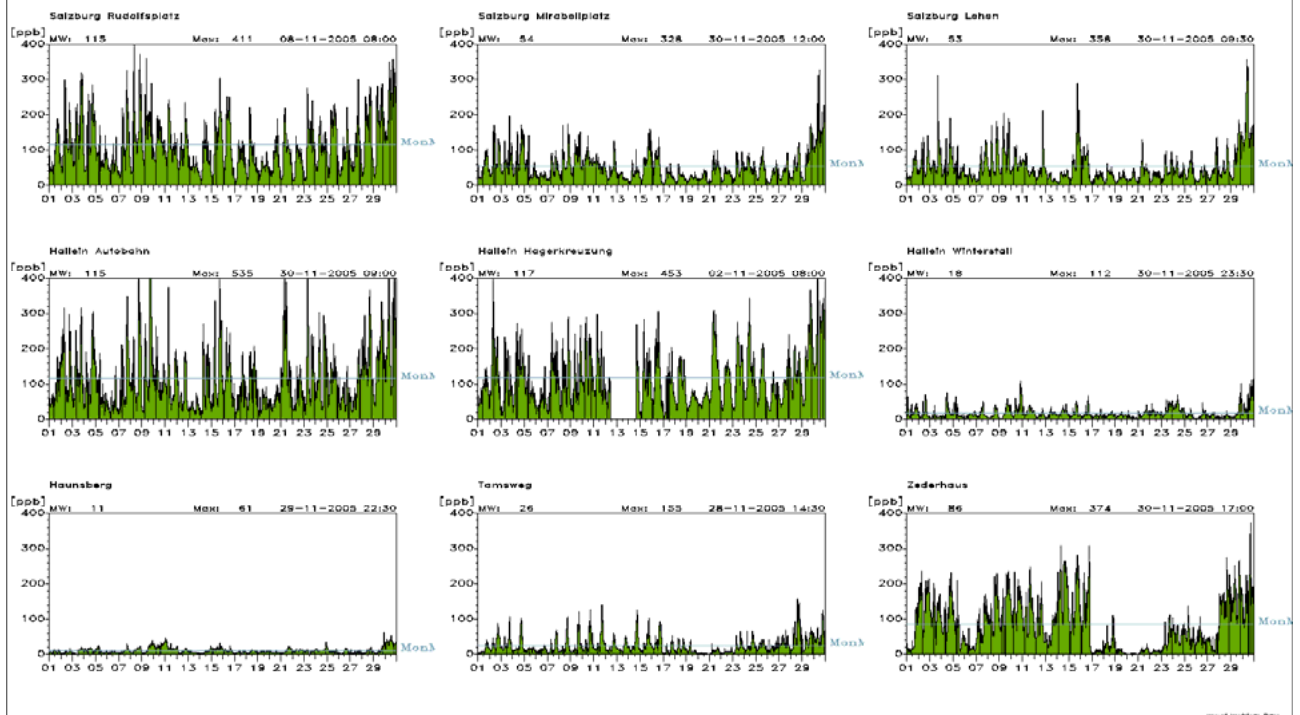 Salzburg Rudolfsplatz
[ppb] MW: 115 Max: 411 08-11-2005 08:00
400
300
200
100
0
MonM
01 03 05 07 09 11 13 15 17 19 21 23 25 27 29
Salzburg Mirabellplatz
[ppb] MW: 54 Max: 328 30-11-2005 12:00
400
300
200
100
0
MonM
01 03 05 07 09 11 13 15 17 19 21 23 25 27 29
Salzburg Lehen
[ppb] MW: 53 Max: 358 30-11-2005 09:30
400
300
200
100
0
MonM
01 03 05 07 09 11 13 15 17 19 21 23 25 27 29
Hallein Autobahn
[ppb] MW: 115 Max: 535 30-11-2005 09:00
400
300
200
100
0
MonM
01 03 05 07 09 11 13 15 17 19 21 23 25 27 29
Hallein Hagerkreuzung
[ppb] MW: 117 Max: 453 02-11-2005 08:00
400
300
200
100
0
MonM
01 03 05 07 09 11 13 15 17 19 21 23 25 27 29
Hallein Winterstall
[ppb] MW: 18 Max: 112 30-11-2005 23:30
400
300
200
100
0
MonM
01 03 05 07 09 11 13 15 17 19 21 23 25 27 29
Haunsberg
[ppb] MW: 11 Max: 61 29-11-2005 22:30
400
300
200
100
0
MonM
01 03 05 07 09 11 13 15 17 19 21 23 25 27 29
Tamsweg
[ppb] MW: 26 Max: 155 28-11-2005 14:30
400
300
200
100
0
MonM
01 03 05 07 09 11 13 15 17 19 21 23 25 27 29
Zederhaus
[ppb] MW: 86 Max: 374 30-11-2005 17:00
400
300
200
100
0
MonM
01 03 05 07 09 11 13 15 17 19 21 23 25 27 29